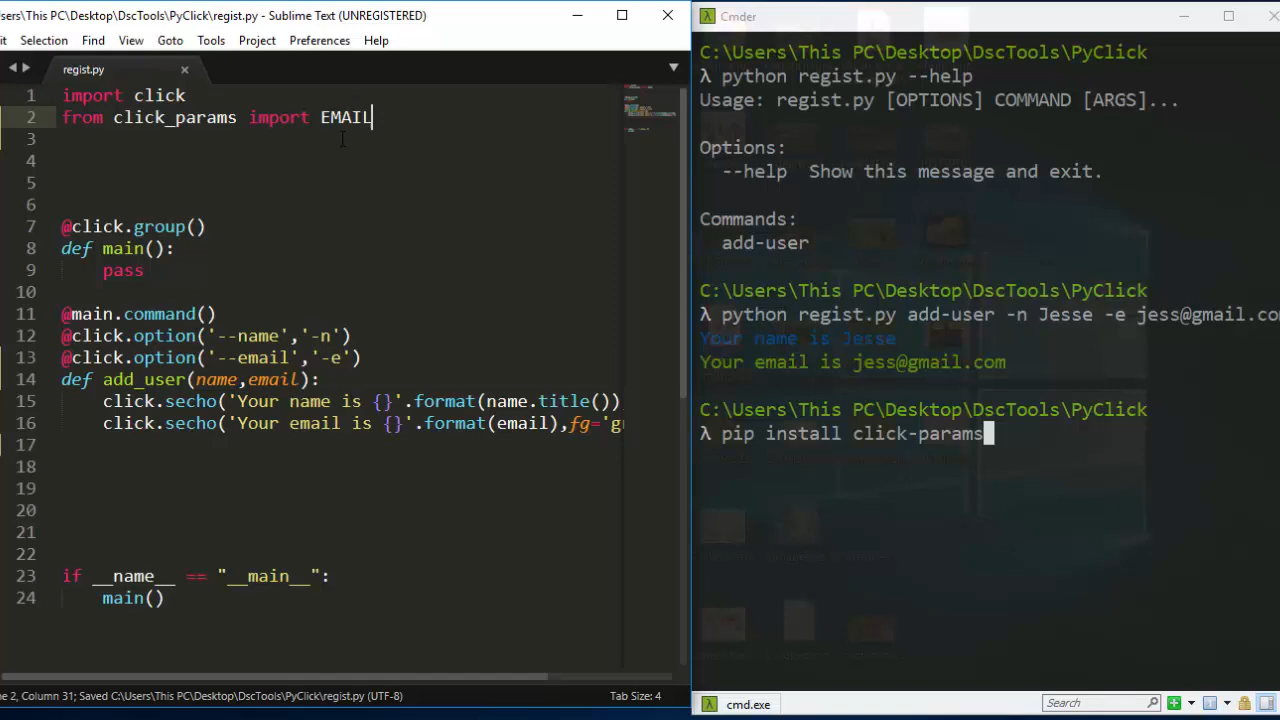 sers\This PC\Desktop\DscTools\PyClick\regist.py - Sublime Text (UNREGISTERED)
it Selection Find View Goto Tools Project Preferences Help
regist.py
1 import click
2 from click_params import EMAIL
3
4
5
6
7 @click.group()
8 def main():
9 pass
10
11 @main.command()
12 @click.option('--name','-n')
13 @click.option('--email','-e')
14 def add_user(name,email):
15 click.secho('Your name is {}'.format(name.title())
16 click.secho('Your email is {}'.format(email),fg='gr
17
18
19
20
21
22
23 if __name__ == "__main__":
24 main()
ne 2, Column 31; Saved C:\Users\This PC\Desktop\DscTools\PyClick\regist.py (UTF-8)
Tab Size: 4
Cmder
C:\Users\This PC\Desktop\DscTools\PyClick
λ python regist.py --help
Usage: regist.py [OPTIONS] COMMAND [ARGS]...
Options:
--help Show this message and exit.
Commands:
add-user
C:\Users\This PC\Desktop\DscTools\PyClick
λ python regist.py add-user -n Jesse -e jess@gmail.co
Your name is Jesse
Your email is jess@gmail.com
C:\Users\This PC\Desktop\DscTools\PyClick
λ pip install click-params
cmd.exe
Search